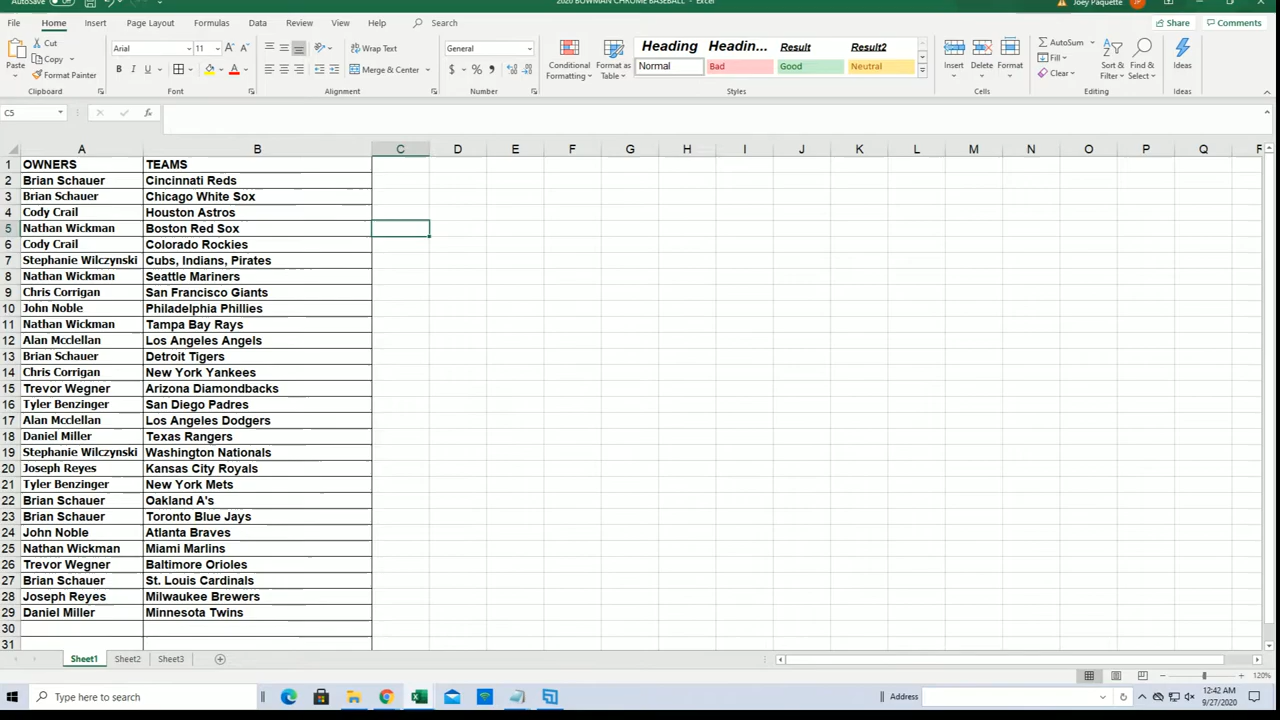 AutoSave Off 2020 BOWMAN CHROME BASEBALL - Excel Joey Paquette JP
File Home Insert Page Layout Formulas Data Review View Help Search Share Comments
Paste Cut Copy Format Painter Clipboard
Arial 11 A A B I U A Font
Wrap Text Merge & Center Alignment
General $ % , Number
Conditional Formatting Format as Table Heading Headin... Result Result2 Normal Bad Good Neutral Styles
Insert Delete Format Cells
AutoSum Fill Clear Sort & Filter Find & Select Editing
Ideas Ideas
C5 fx
A B C D E F G H I J K L M N O P Q R
1 OWNERS TEAMS
2 Brian Schauer Cincinnati Reds
3 Brian Schauer Chicago White Sox
4 Cody Crail Houston Astros
5 Nathan Wickman Boston Red Sox
6 Cody Crail Colorado Rockies
7 Stephanie Wilczynski Cubs, Indians, Pirates
8 Nathan Wickman Seattle Mariners
9 Chris Corrigan San Francisco Giants
10 John Noble Philadelphia Phillies
11 Nathan Wickman Tampa Bay Rays
12 Alan Mcclellan Los Angeles Angels
13 Brian Schauer Detroit Tigers
14 Chris Corrigan New York Yankees
15 Trevor Wegner Arizona Diamondbacks
16 Tyler Benzinger San Diego Padres
17 Alan Mcclellan Los Angeles Dodgers
18 Daniel Miller Texas Rangers
19 Stephanie Wilczynski Washington Nationals
20 Joseph Reyes Kansas City Royals
21 Tyler Benzinger New York Mets
22 Brian Schauer Oakland A's
23 Brian Schauer Toronto Blue Jays
24 John Noble Atlanta Braves
25 Nathan Wickman Miami Marlins
26 Trevor Wegner Baltimore Orioles
27 Brian Schauer St. Louis Cardinals
28 Joseph Reyes Milwaukee Brewers
29 Daniel Miller Minnesota Twins
30
31
Sheet1 Sheet2 Sheet3
120%
Type here to search Address 12:42 AM
9/27/2020